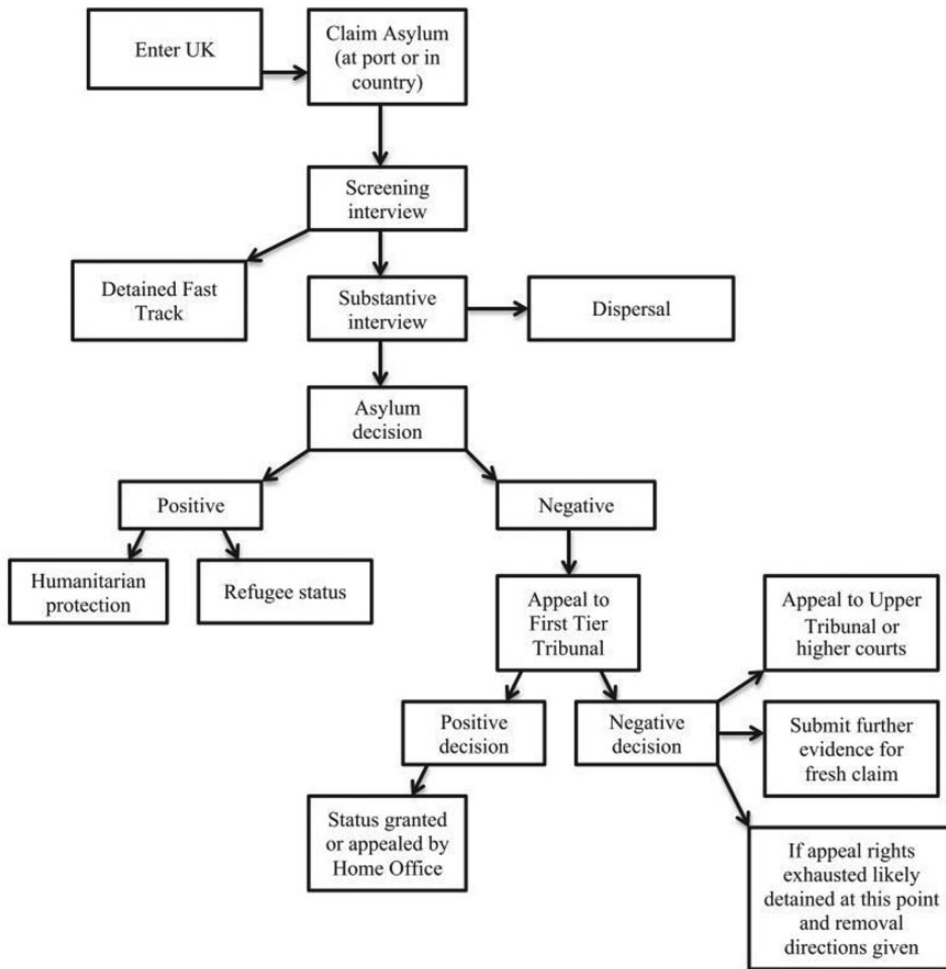 Enter UK
Claim Asylum
(at port or in
country)
Screening
interview
Detained Fast
Track
Substantive
interview
Dispersal
Asylum
decision
Positive
Negative
Humanitarian
protection
Refugee status
Appeal to
First Tier
Tribunal
Appeal to Upper
Tribunal or
higher courts
Positive
decision
Negative
decision
Submit further
evidence for
fresh claim
Status granted
or appealed by
Home Office
If appeal rights
exhausted likely
detained at this point
and removal
directions given